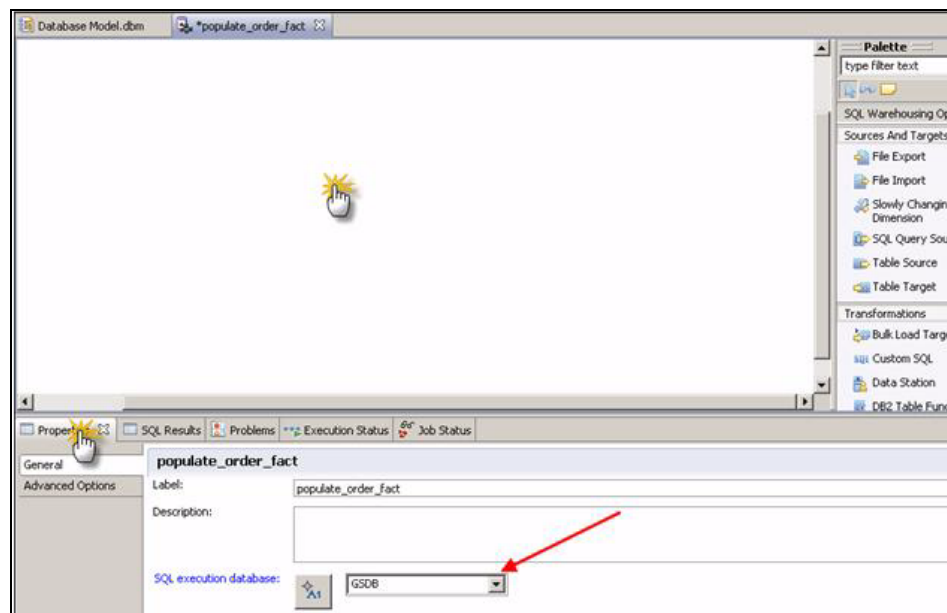 Database Model.dbm
*populate_order_fact
Palette
type filter text
SQL Warehousing Op
Sources And Targets
File Export
File Import
Slowly Changin
Dimension
SQL Query Sou
Table Source
Table Target
Transformations
Bulk Load Targe
SQL Custom SQL
Data Station
DB2 Table Func
Proper
SQL Results
Problems
Execution Status
Job Status
General
Advanced Options
populate_order_fact
Label:
populate_order_fact
Description:
SQL execution database:
A1
GSDB